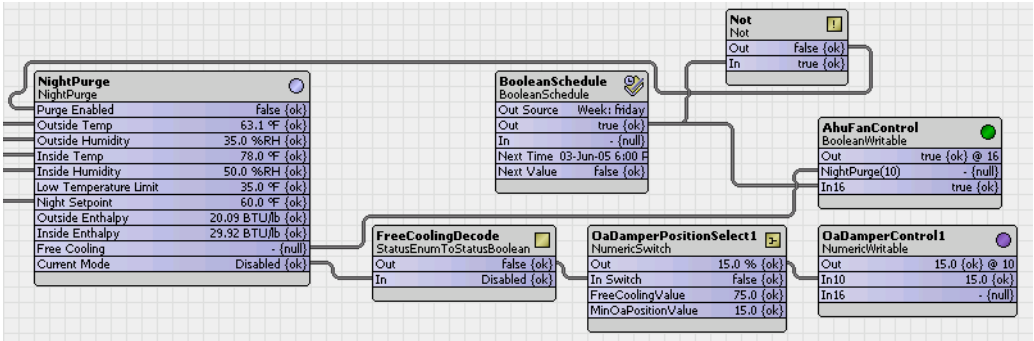 Not
Not
Out false {ok}
In true {ok}
NightPurge
NightPurge
Purge Enabled false {ok}
Outside Temp 63.1 °F {ok}
Outside Humidity 35.0 %RH {ok}
Inside Temp 78.0 °F {ok}
Inside Humidity 50.0 %RH {ok}
Low Temperature Limit 35.0 °F {ok}
Night Setpoint 60.0 °F {ok}
Outside Enthalpy 20.09 BTU/lb {ok}
Inside Enthalpy 29.92 BTU/lb {ok}
Free Cooling - {null}
Current Mode Disabled {ok}
BooleanSchedule
BooleanSchedule
Out Source Week: friday
Out true {ok}
In - {null}
Next Time 03-Jun-05 6:00 P
Next Value false {ok}
AhuFanControl
BooleanWritable
Out true {ok} @ 16
NightPurge(10) - {null}
In16 true {ok}
FreeCoolingDecode
StatusEnumToStatusBoolean
Out false {ok}
In Disabled {ok}
OaDamperPositionSelect1
NumericSwitch
Out 15.0 % {ok}
In Switch false {ok}
FreeCoolingValue 75.0 {ok}
MinOaPositionValue 15.0 {ok}
OaDamperControl1
NumericWritable
Out 15.0 {ok} @ 10
In10 15.0 {ok}
In16 - {null}